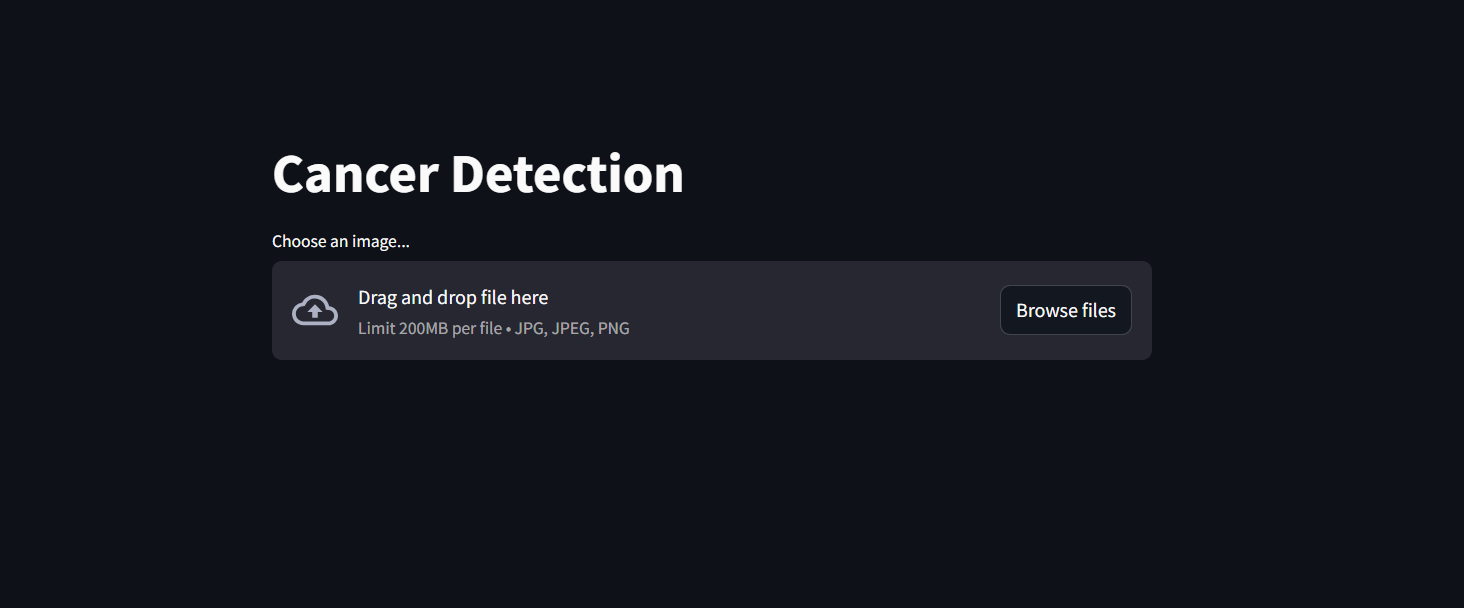 Cancer Detection
Choose an image...
Drag and drop file here
Limit 200MB per file • JPG, JPEG, PNG
Browse files